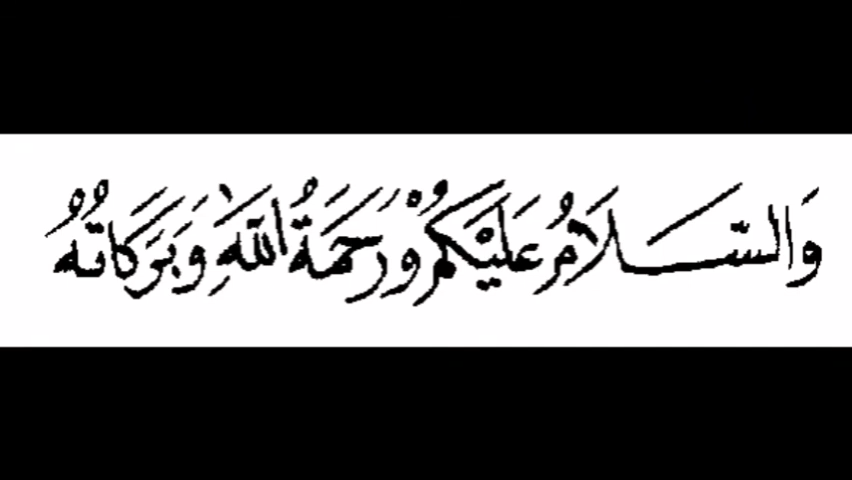 وَالسَّلَامُ عَلَيْكُمْ وَرَحْمَةُ اللهِ وَبَرَكَاتُهُ